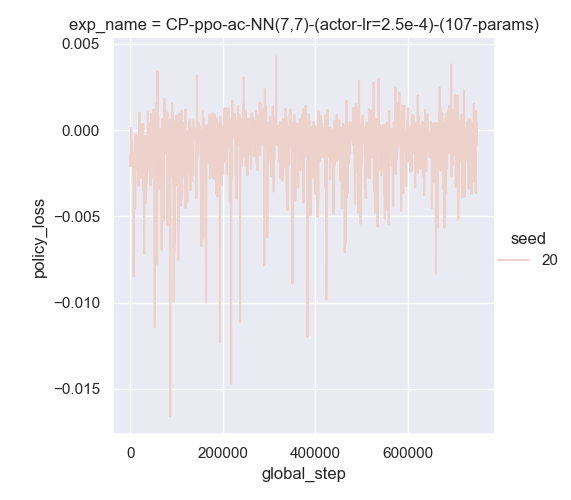 exp_name = CP-ppo-ac-NN(7,7)-(actor-lr=2.5e-4)-(107-params)
0.005
0.000
−0.005
−0.010
−0.015
policy_loss
0 200000 400000 600000
global_step
seed
20